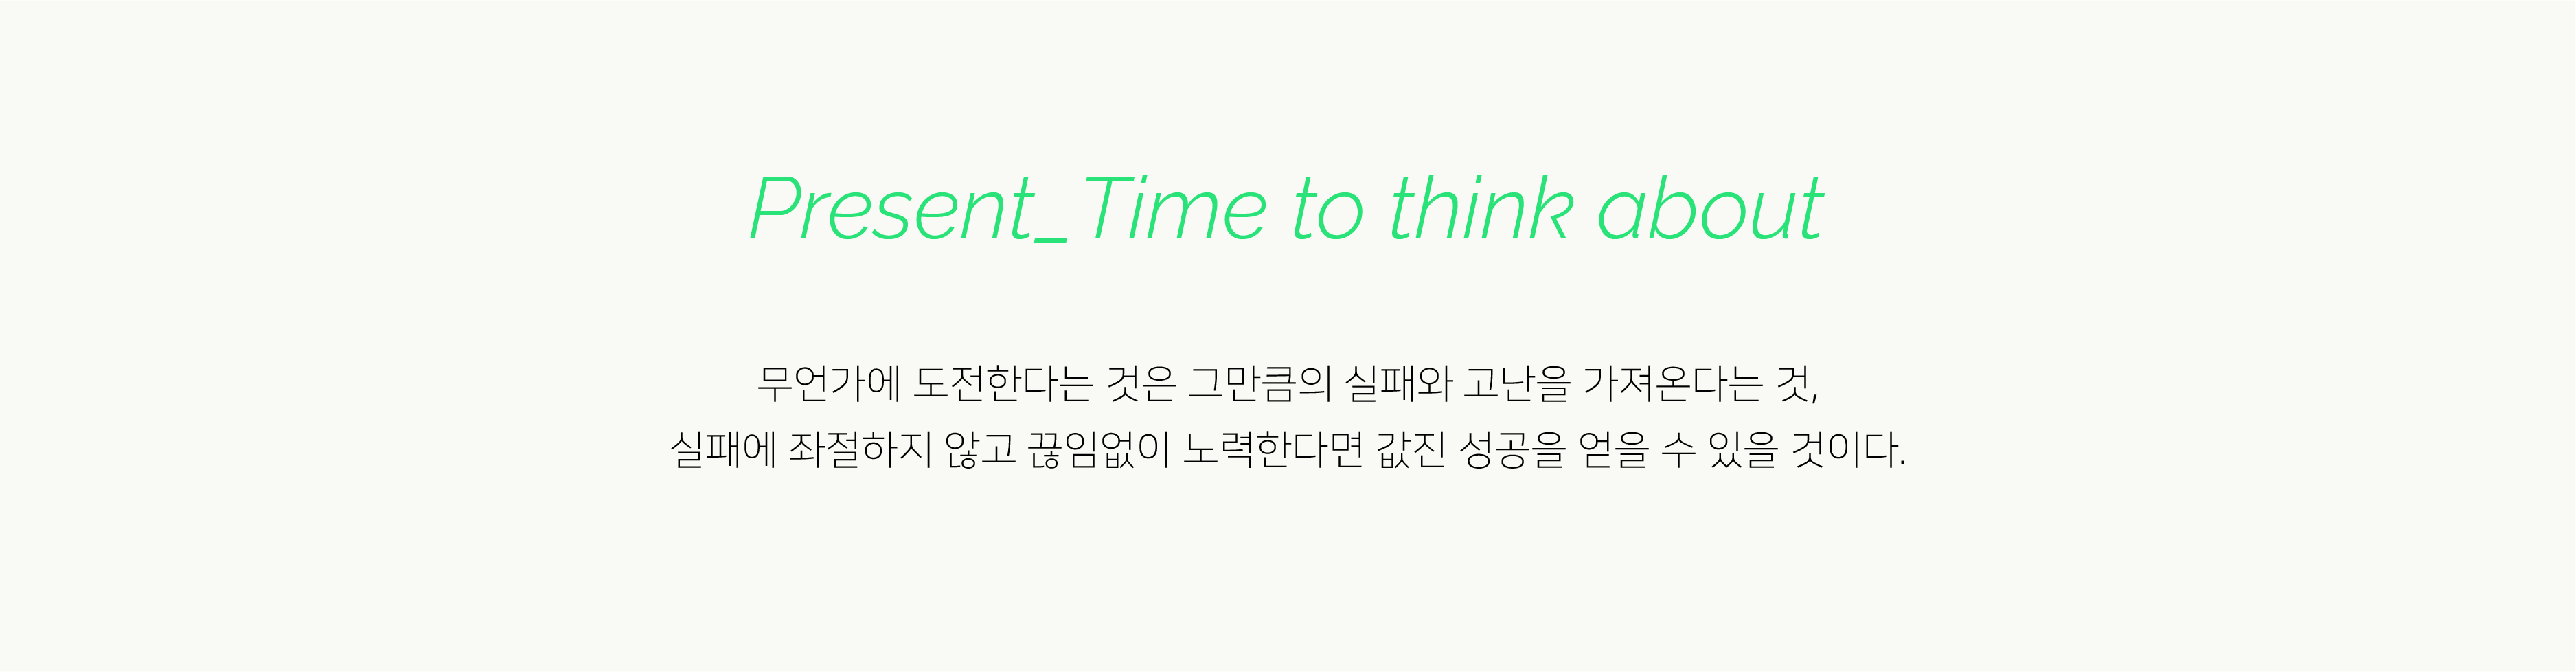 Present_Time to think about
무언가에 도전한다는 것은 그만큼의 실패와 고난을 가져온다는 것,
실패에 좌절하지 않고 끊임없이 노력한다면 값진 성공을 얻을 수 있을 것이다.